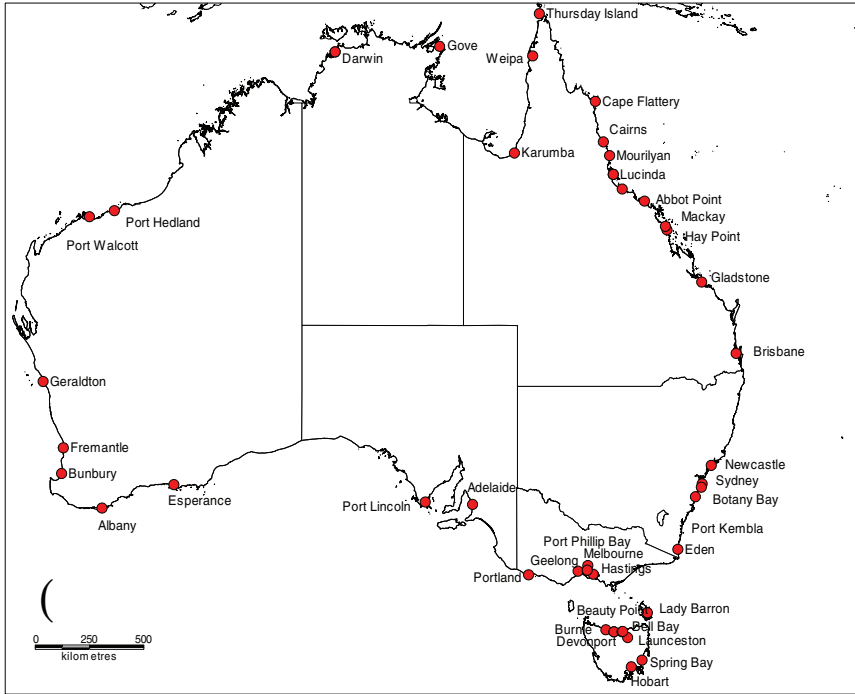 Thursday Island
Gove
Darwin
Weipa
Cape Flattery
Cairns
Karumba
Mourilyan
Lucinda
Abbot Point
Mackay
Port Hedland
Hay Point
Port Walcott
Gladstone
Brisbane
Geraldton
Fremantle
Newcastle
Bunbury
Sydney
Adelaide
Esperance
Botany Bay
Port Lincoln
Albany
Port Kembla
Port Phillip Bay
Eden
Melbourne
Geelong
Hastings
Portland
Beauty Point
Lady Barron
Burnie
Bell Bay
Devonport
Launceston
0 250 500
kilometres
Spring Bay
Hobart